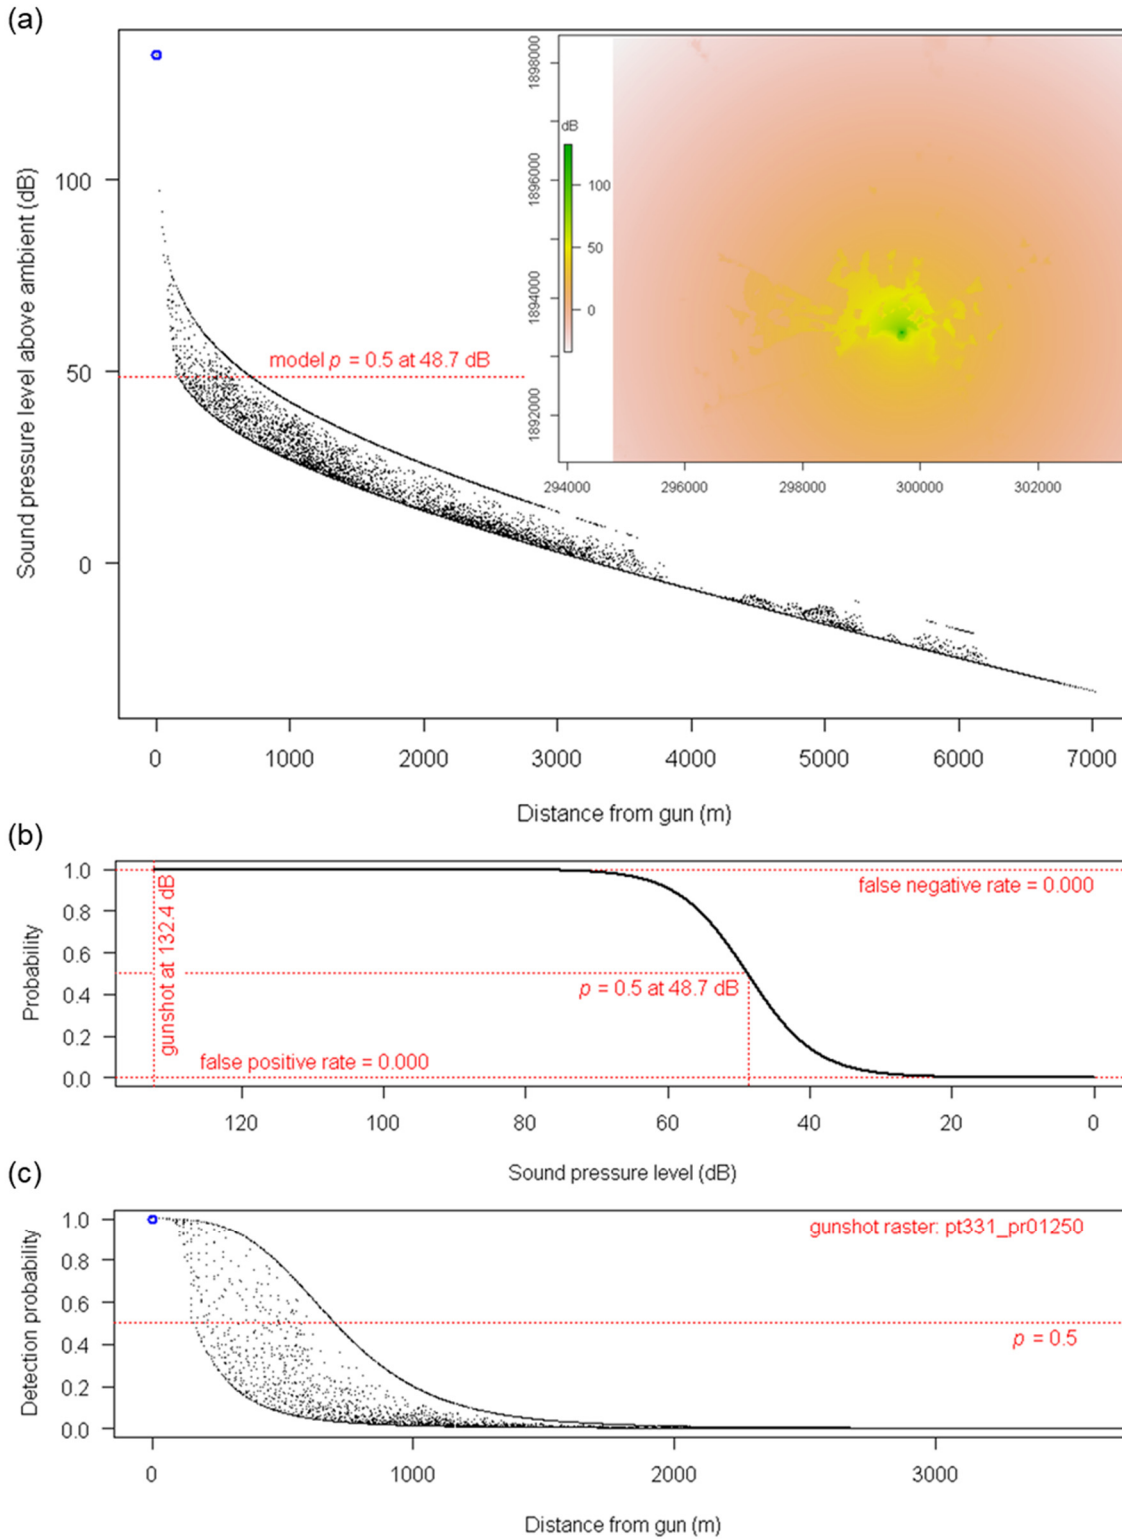 (a)
Sound pressure level above ambient (dB)
100
50
0
model p = 0.5 at 48.7 dB
1898000
1896000
1894000
1892000
dB
100
50
0
294000 296000 298000 300000 302000
0 1000 2000 3000 4000 5000 6000 7000
Distance from gun (m)
(b)
Probability
1.0
0.8
0.6
0.4
0.2
0.0
gunshot at 132.4 dB
false negative rate = 0.000
p = 0.5 at 48.7 dB
false positive rate = 0.000
120 100 80 60 40 20 0
Sound pressure level (dB)
(c)
Detection probability
1.0
0.8
0.6
0.4
0.2
0.0
gunshot raster: pt331_pr01250
p = 0.5
0 1000 2000 3000
Distance from gun (m)